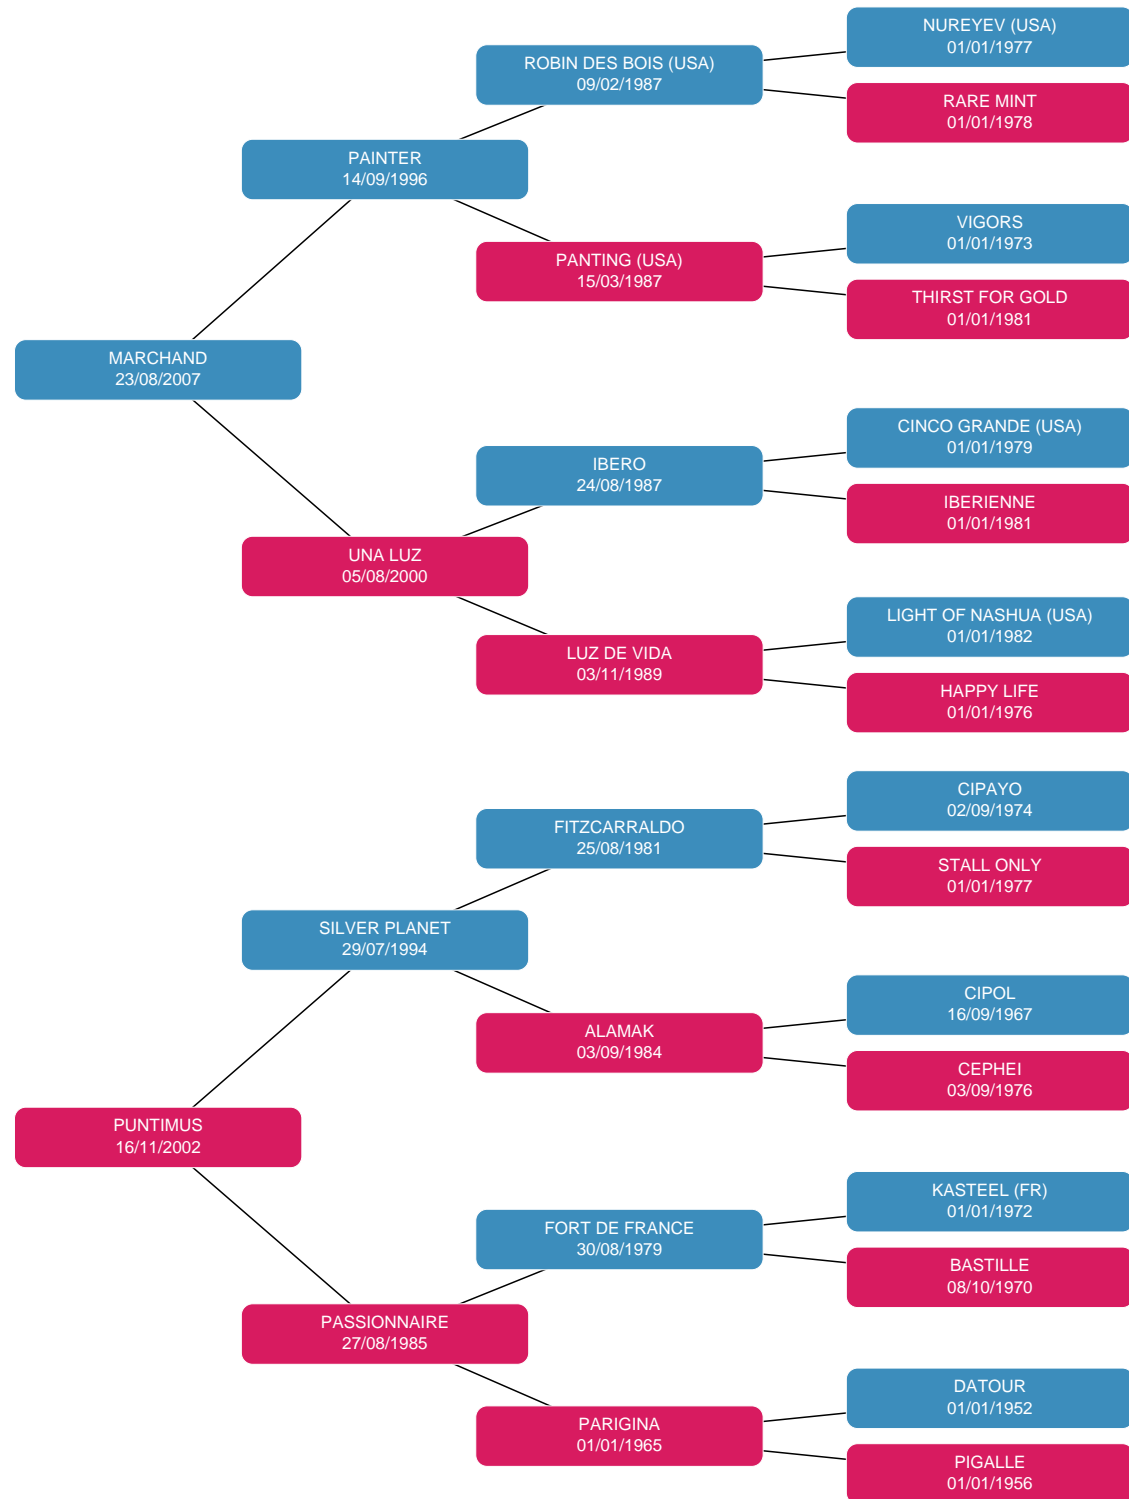 NUREYEV (USA)
01/01/1977
ROBIN DES BOIS (USA)
09/02/1987
RARE MINT
01/01/1978
PAINTER
14/09/1996
VIGORS
01/01/1973
PANTING (USA)
15/03/1987
THIRST FOR GOLD
01/01/1981
MARCHAND
23/08/2007
CINCO GRANDE (USA)
01/01/1979
IBERO
24/08/1987
IBERIENNE
01/01/1981
UNA LUZ
05/08/2000
LIGHT OF NASHUA (USA)
01/01/1982
LUZ DE VIDA
03/11/1989
HAPPY LIFE
01/01/1976
CIPAYO
02/09/1974
FITZCARRALDO
25/08/1981
STALL ONLY
01/01/1977
SILVER PLANET
29/07/1994
CIPOL
16/09/1967
ALAMAK
03/09/1984
CEPHEI
03/09/1976
PUNTIMUS
16/11/2002
KASTEEL (FR)
01/01/1972
FORT DE FRANCE
30/08/1979
BASTILLE
08/10/1970
PASSIONNAIRE
27/08/1985
DATOUR
01/01/1952
PARIGINA
01/01/1965
PIGALLE
01/01/1956